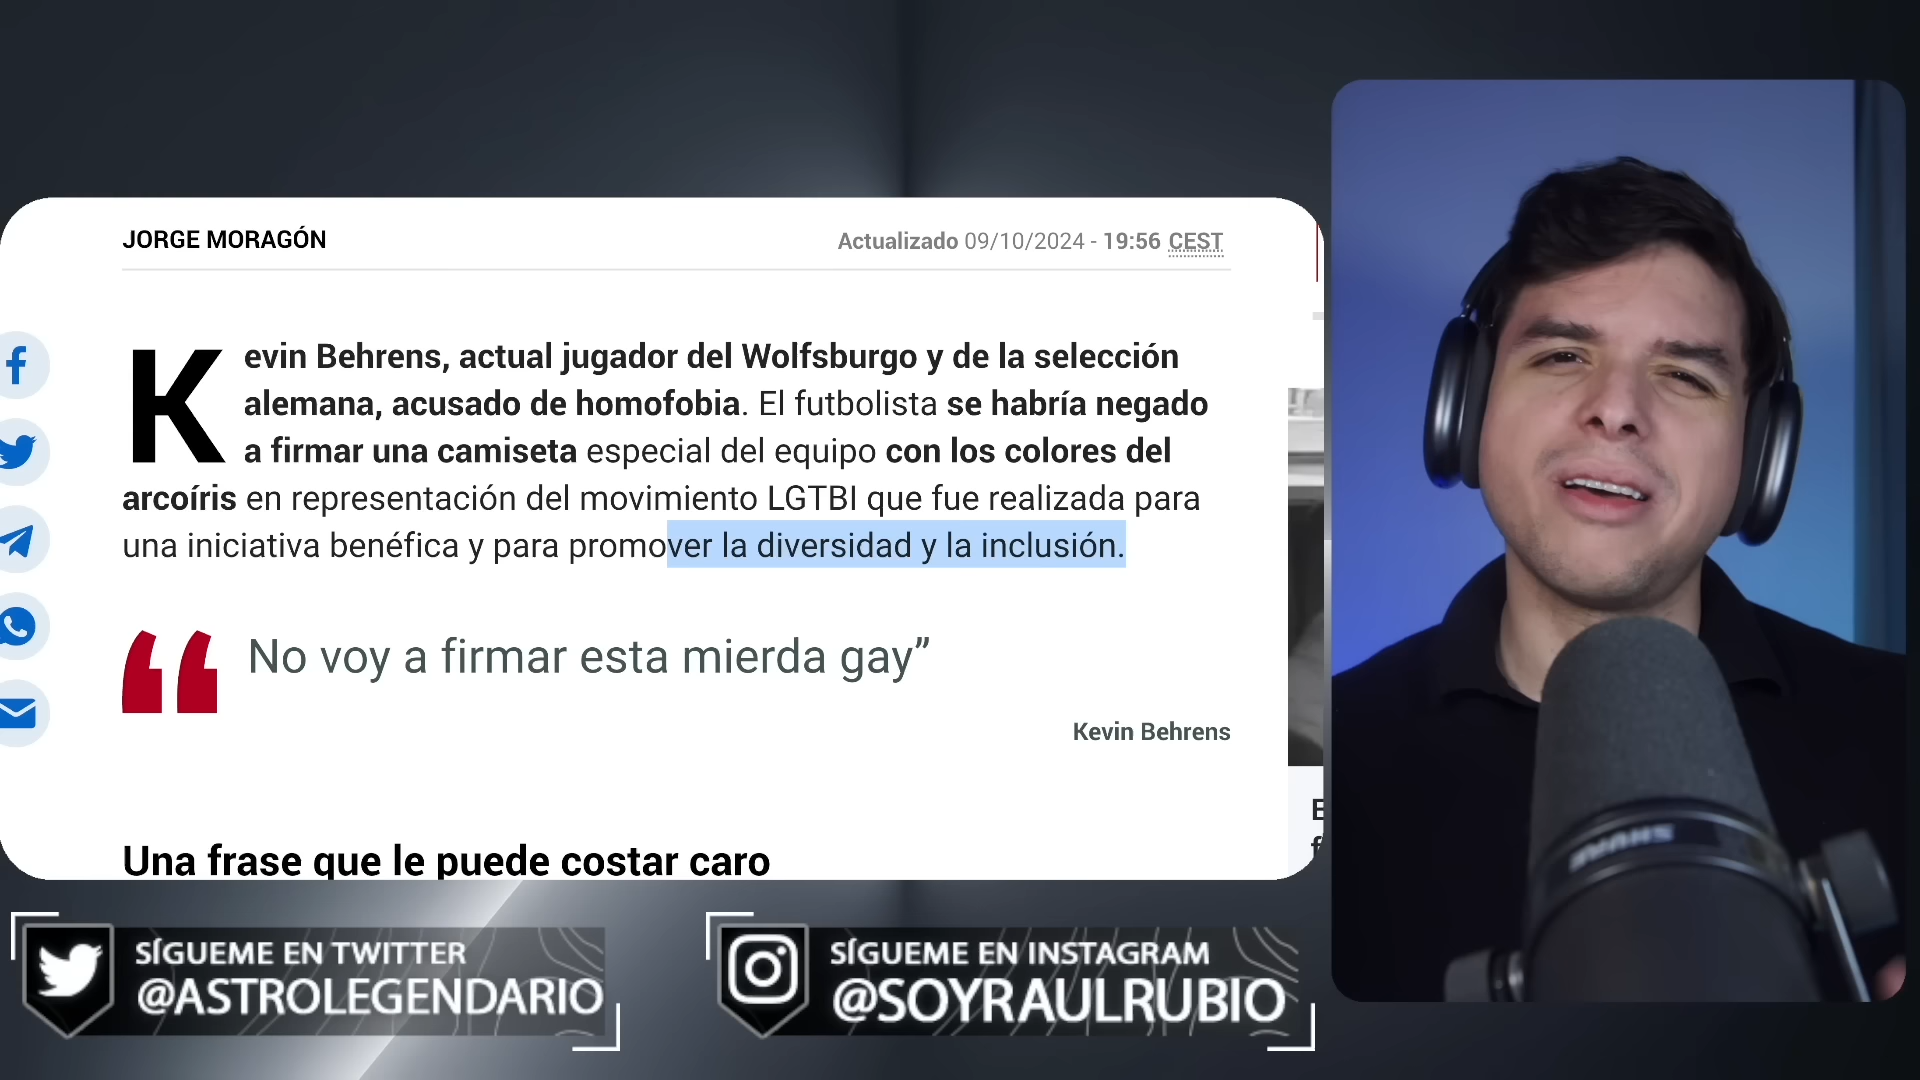 JORGE MORAGÓN
Actualizado 09/10/2024 - 19:56 CEST
Kevin Behrens, actual jugador del Wolfsburgo y de la selección
alemana, acusado de homofobia. El futbolista se habría negado
a firmar una camiseta especial del equipo con los colores del
arcoíris en representación del movimiento LGTBI que fue realizada para
una iniciativa benéfica y para promover la diversidad y la inclusión.
“No voy a firmar esta mierda gay”
Kevin Behrens
Una frase que le puede costar caro
SÍGUEME EN TWITTER
@ASTROLEGENDARIO
SÍGUEME EN INSTAGRAM
@SOYRAULRUBIO
SHURE